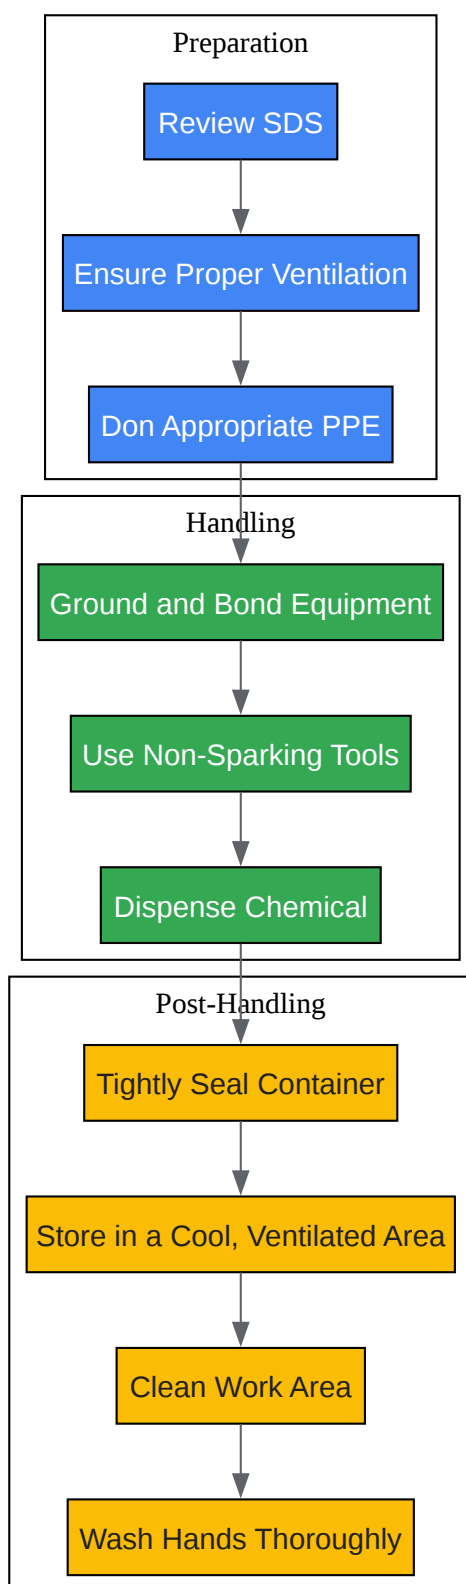 Preparation
Review SDS
Ensure Proper Ventilation
Don Appropriate PPE
Handling
Ground and Bond Equipment
Use Non-Sparking Tools
Dispense Chemical
Post-Handling
Tightly Seal Container
Store in a Cool, Ventilated Area
Clean Work Area
Wash Hands Thoroughly